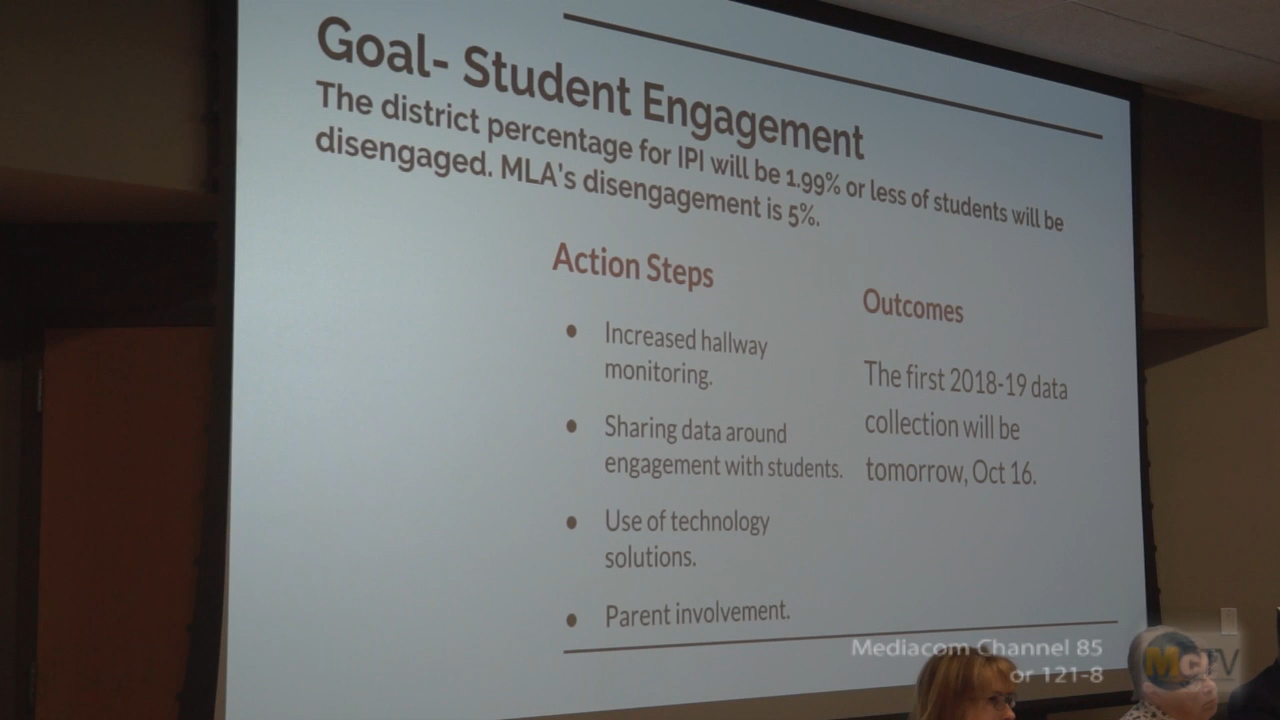 Goal- Student Engagement
The district percentage for IPI will be 1.99% or less of students will be
disengaged. MLA's disengagement is 5%.
Action Steps
• Increased hallway
monitoring.
• Sharing data around
engagement with students.
• Use of technology
solutions.
• Parent involvement.
Outcomes
The first 2018-19 data
collection will be
tomorrow, Oct 16.
Mediacom Channel 85
or 121-8
McTV